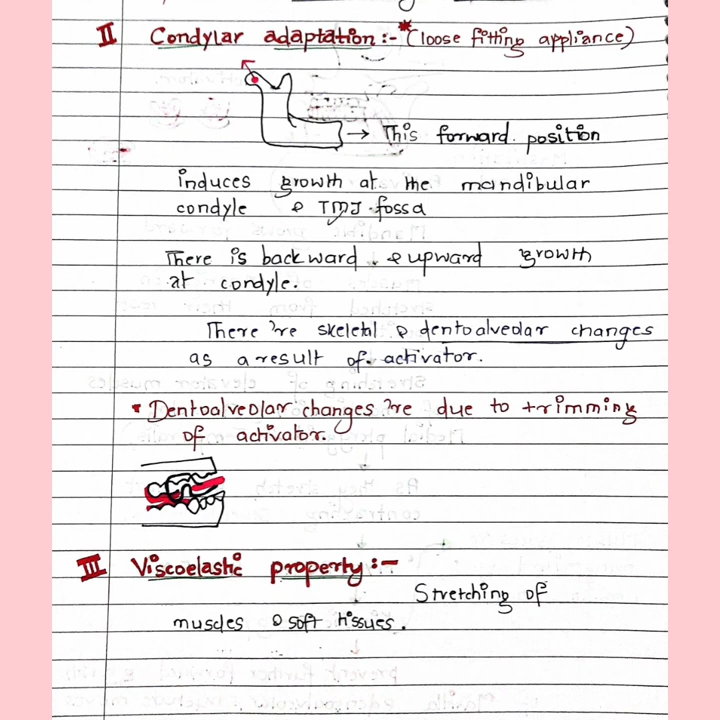 II Condylar adaptation :- *(loose fitting appliance)
→ This forward position
induces growth at the mandibular
condyle & TMJ fossa
There is backward & upward growth
at condyle.
There 're skeletal & dentoalveolar changes
as a result of activator.
• Dentoalveolar changes 're due to trimming
of activator.
III Viscoelastic property :-
Stretching of
muscles & soft tissues.